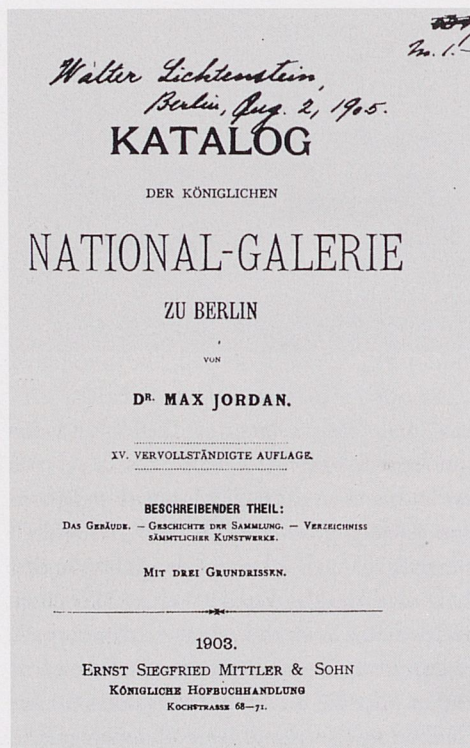 M. 1.—
Walter Lichtenstein,
Berlin, Aug. 2, 1905.
KATALOG
DER KÖNIGLICHEN
NATIONAL-GALERIE
ZU BERLIN
VON
DR. MAX JORDAN.
XV. VERVOLLSTÄNDIGTE AUFLAGE.
BESCHREIBENDER THEIL:
DAS GEBÄUDE. — GESCHICHTE DER SAMMLUNG. — VERZEICHNISS
SÄMMTLICHER KUNSTWERKE.
MIT DREI GRUNDRISSEN.
1903.
ERNST SIEGFRIED MITTLER & SOHN
KÖNIGLICHE HOFBUCHHANDLUNG
KOCHSTRASSE 68—71.